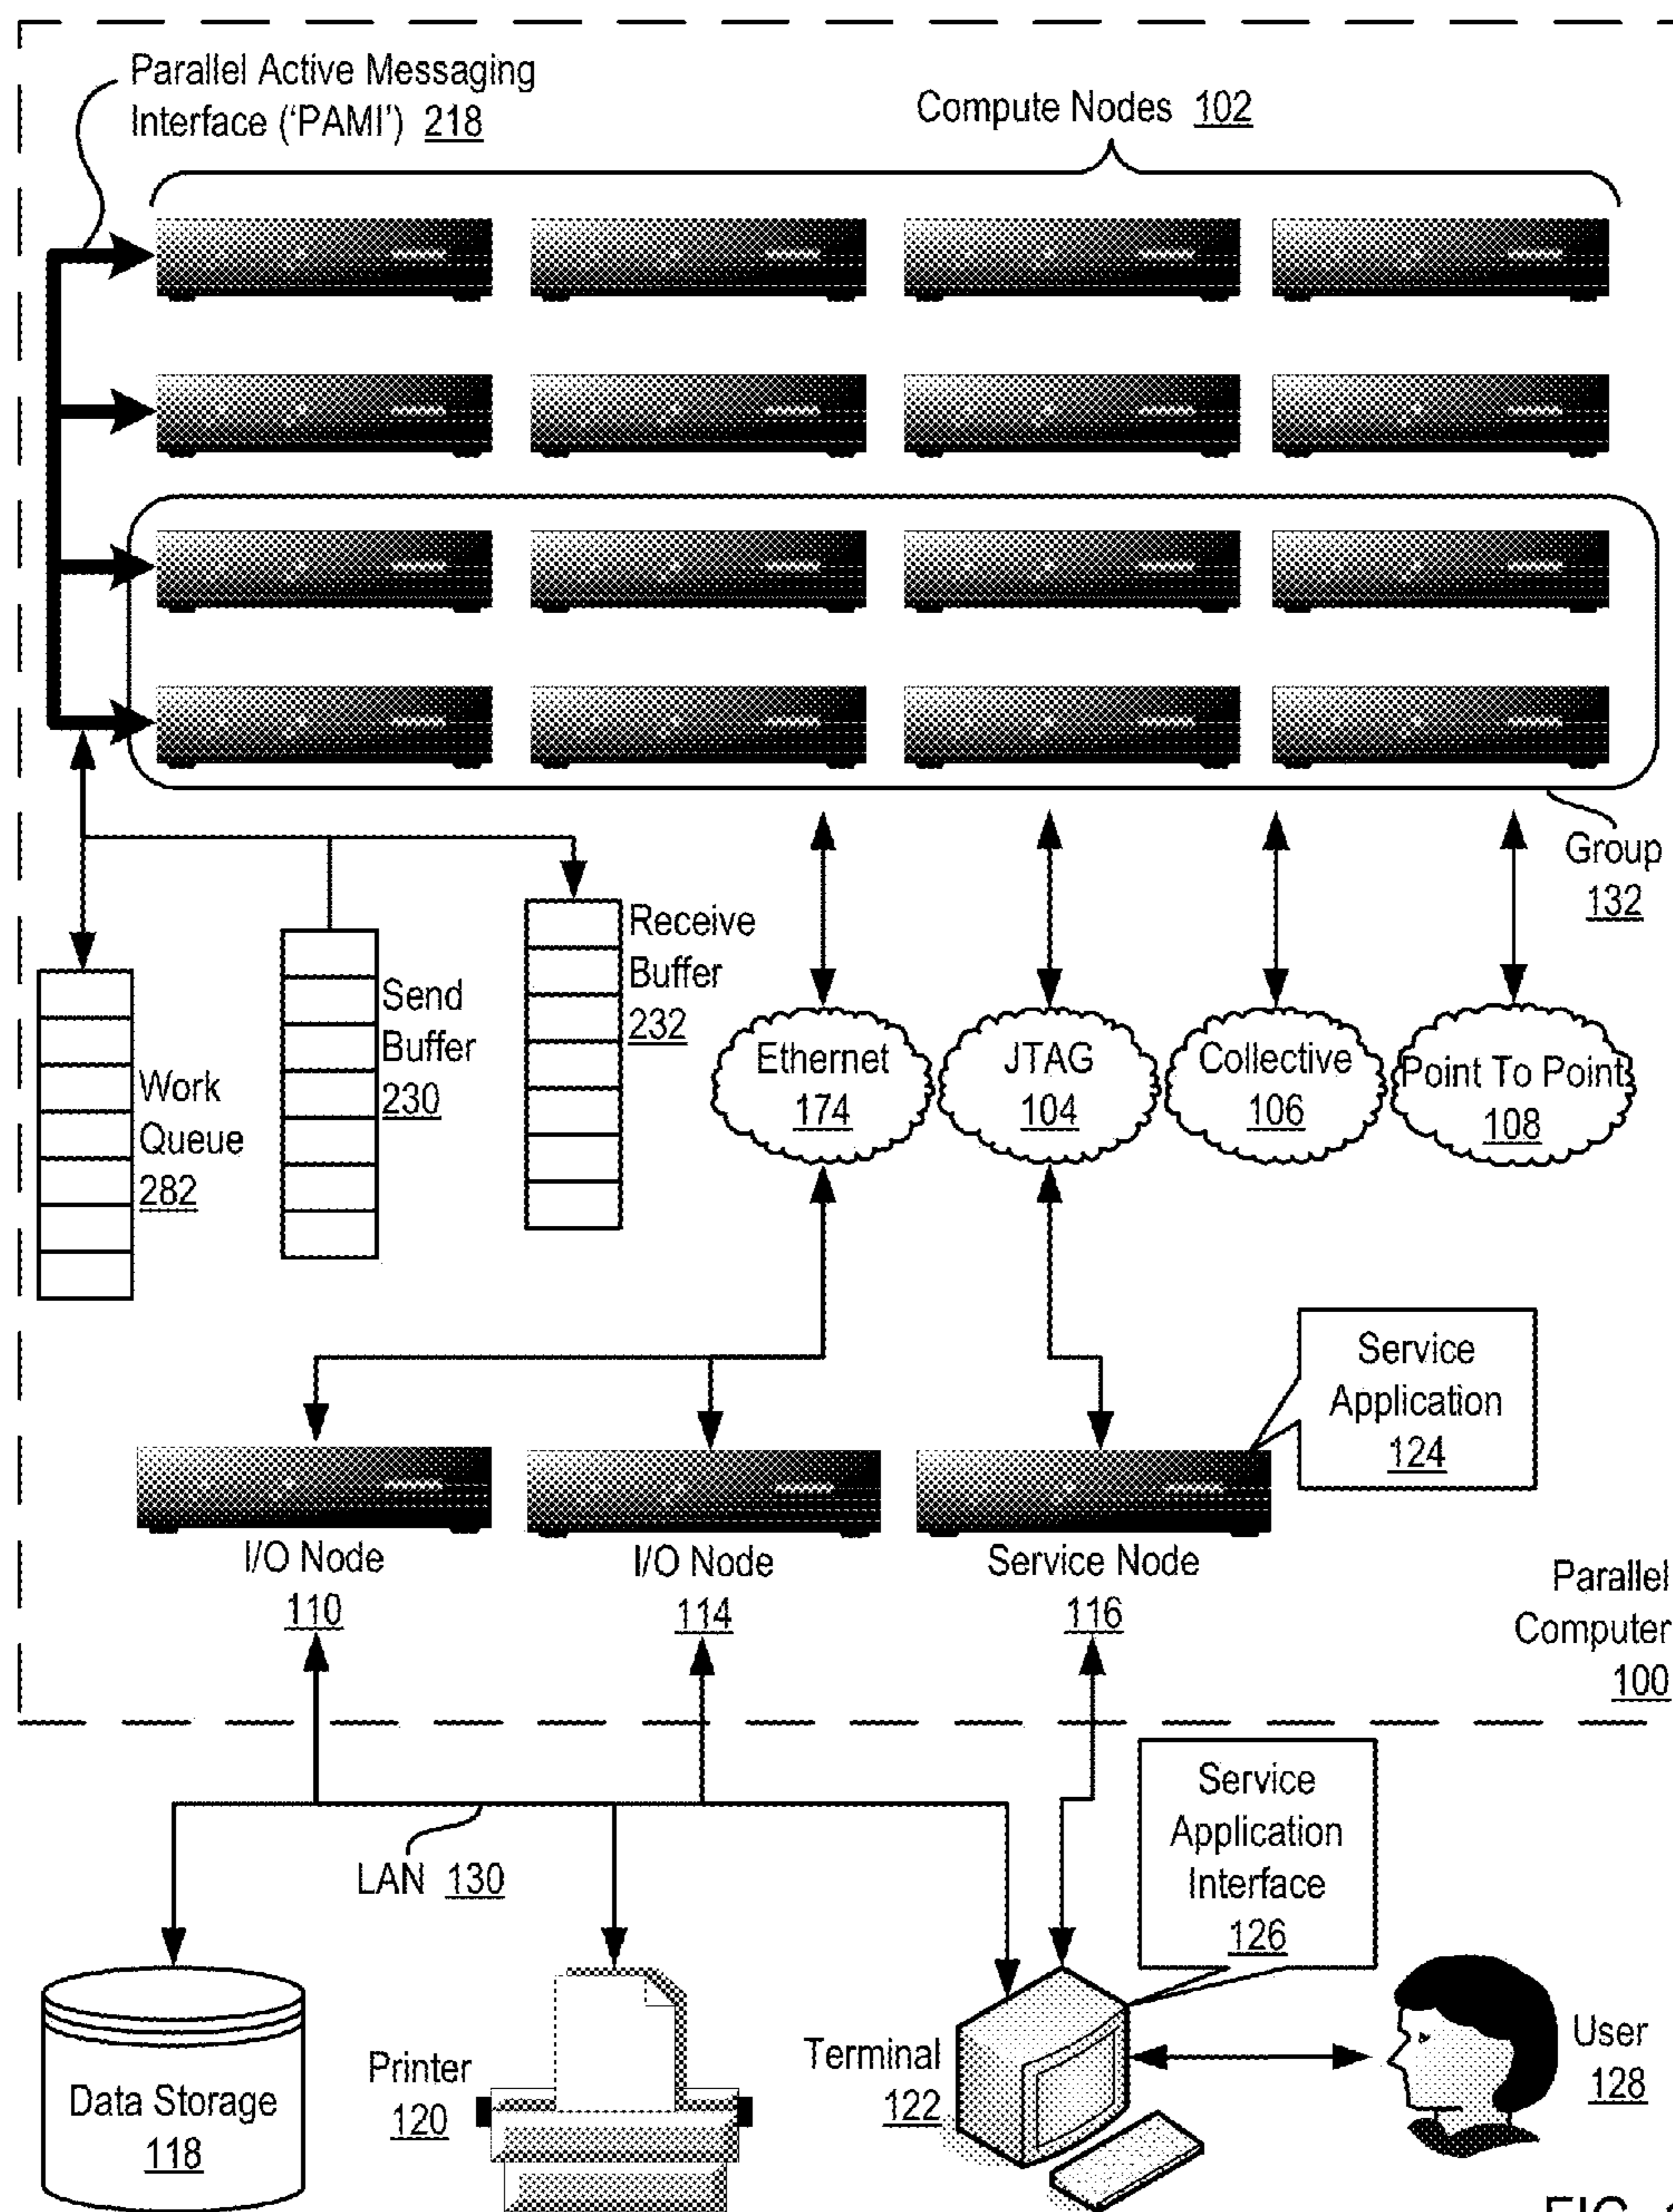 Parallel Active Messaging
Interface (‘PAMI’) 218
Compute Nodes 102
Group
132
Receive
Buffer
232
Send
Buffer
230
Work
Queue
282
Ethernet
174
JTAG
104
Collective
106
Point To Point
108
Service
Application
124
I/O Node
110
I/O Node
114
Service Node
116
Parallel
Computer
100
Service
Application
Interface
126
LAN 130
Data Storage
118
Printer
120
Terminal
122
User
128
FIG.